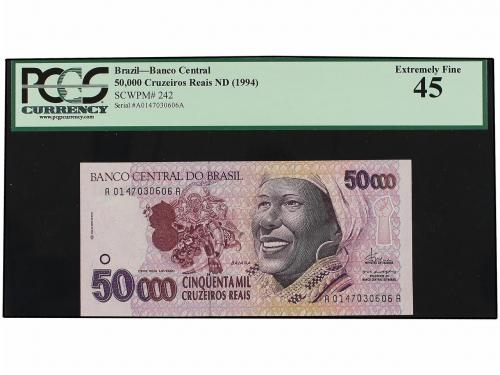 PCGS
CURRENCY
www.pcgscurrency.com
Brazil—Banco Central
50,000 Cruzeiros Reais ND (1994)
SCWPM# 242
Serial #A0147030606A
Extremely Fine
45
BANCO CENTRAL DO BRASIL
50000
A 0147030606 A
BAIANA
50000
CINQÜENTA MIL
CRUZEIROS REAIS
A 0147030606 A